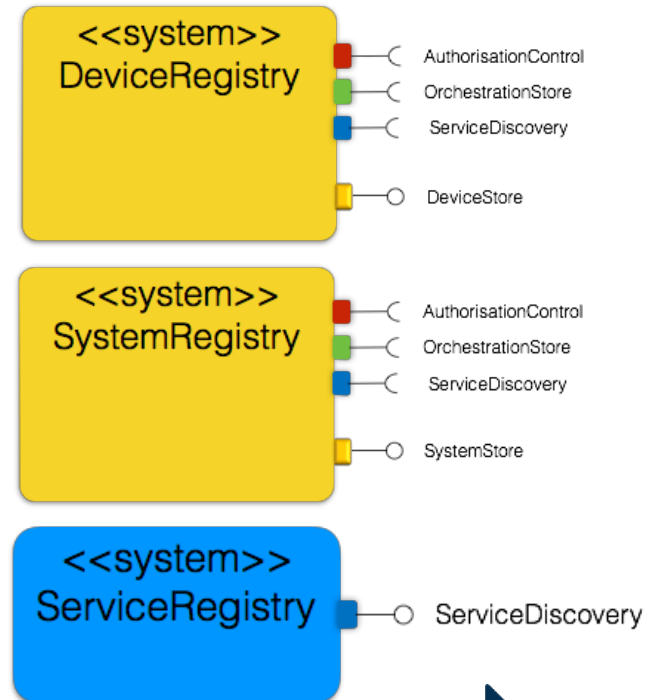 <<system>>
DeviceRegistry
AuthorisationControl
OrchestrationStore
ServiceDiscovery
DeviceStore
<<system>>
SystemRegistry
AuthorisationControl
OrchestrationStore
ServiceDiscovery
SystemStore
<<system>>
ServiceRegistry
ServiceDiscovery